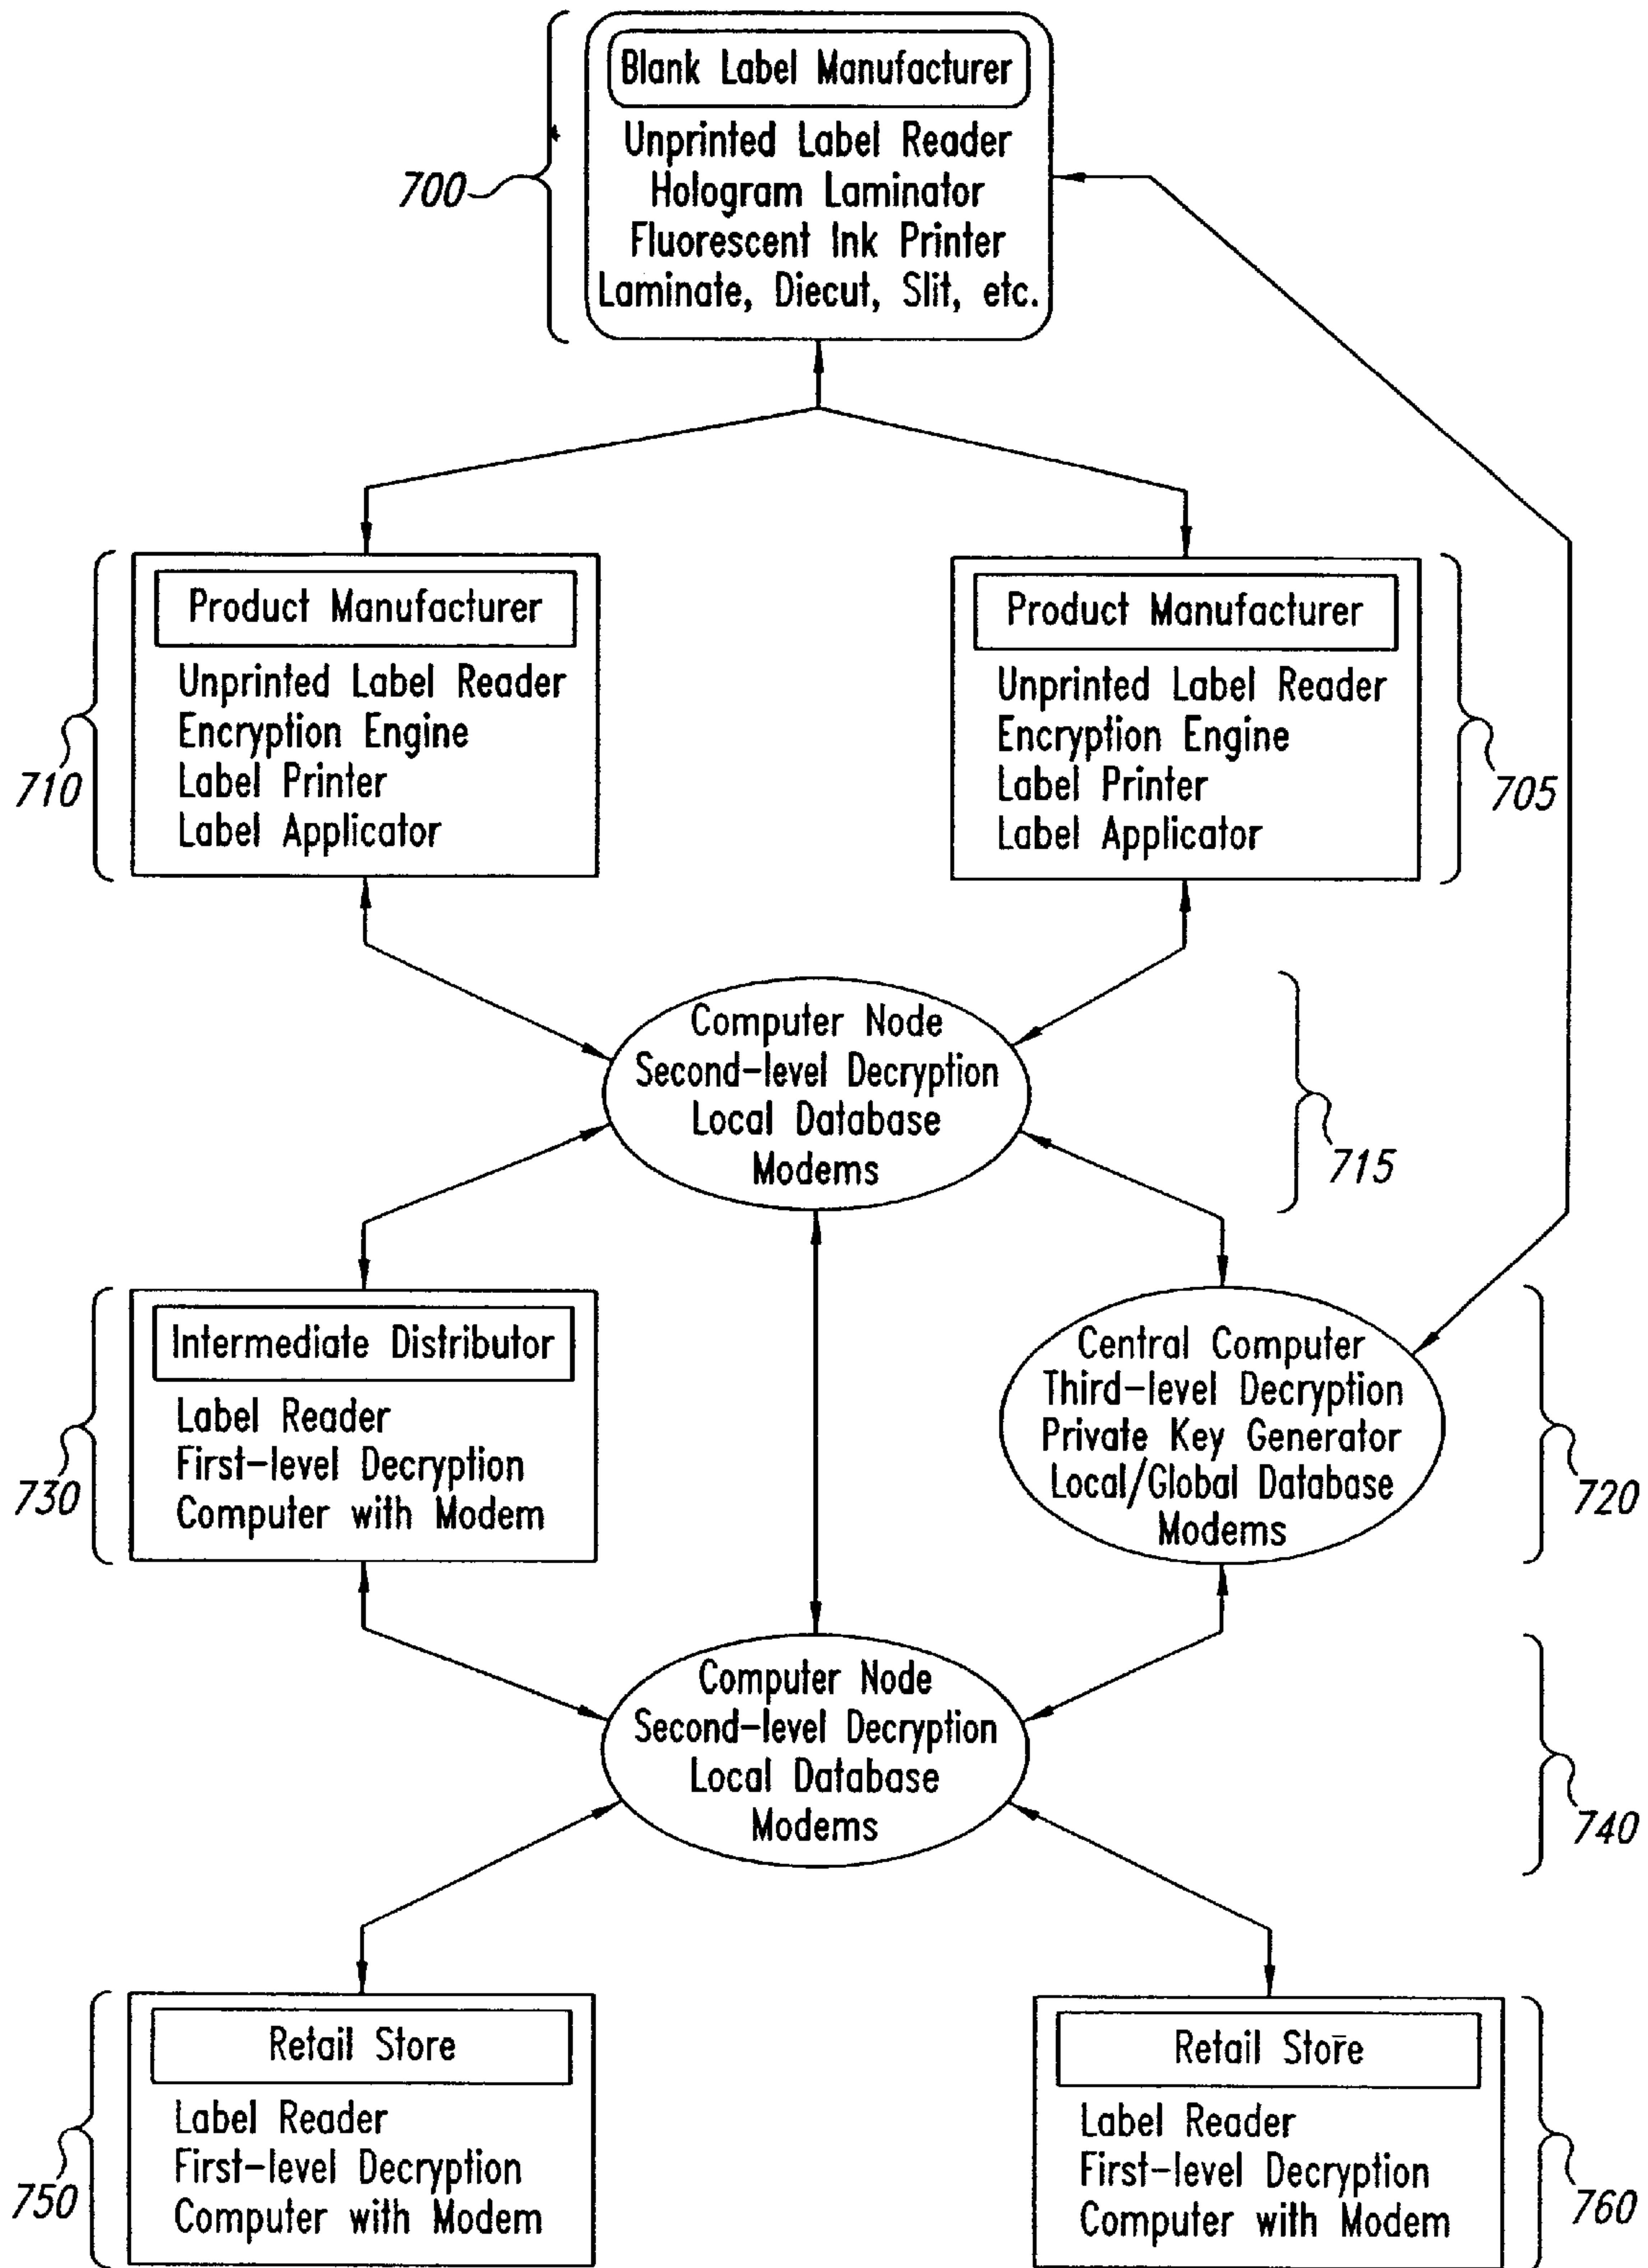 Blank Label Manufacturer
Unprinted Label Reader
Hologram Laminator
Fluorescent Ink Printer
Laminate, Diecut, Slit, etc.
700
Product Manufacturer
Unprinted Label Reader
Encryption Engine
Label Printer
Label Applicator
710
Product Manufacturer
Unprinted Label Reader
Encryption Engine
Label Printer
Label Applicator
705
Computer Node
Second-level Decryption
Local Database
Modems
715
Intermediate Distributor
Label Reader
First-level Decryption
Computer with Modem
730
Central Computer
Third-level Decryption
Private Key Generator
Local/Global Database
Modems
720
Computer Node
Second-level Decryption
Local Database
Modems
740
Retail Store
Label Reader
First-level Decryption
Computer with Modem
750
Retail Store
Label Reader
First-level Decryption
Computer with Modem
760